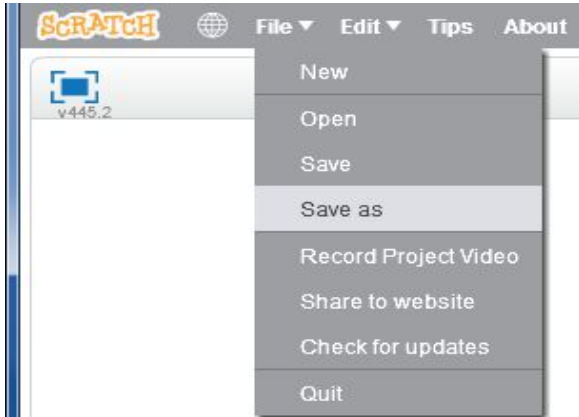 SCRATCH File Edit Tips About
v445.2
New
Open
Save
Save as
Record Project Video
Share to website
Check for updates
Quit